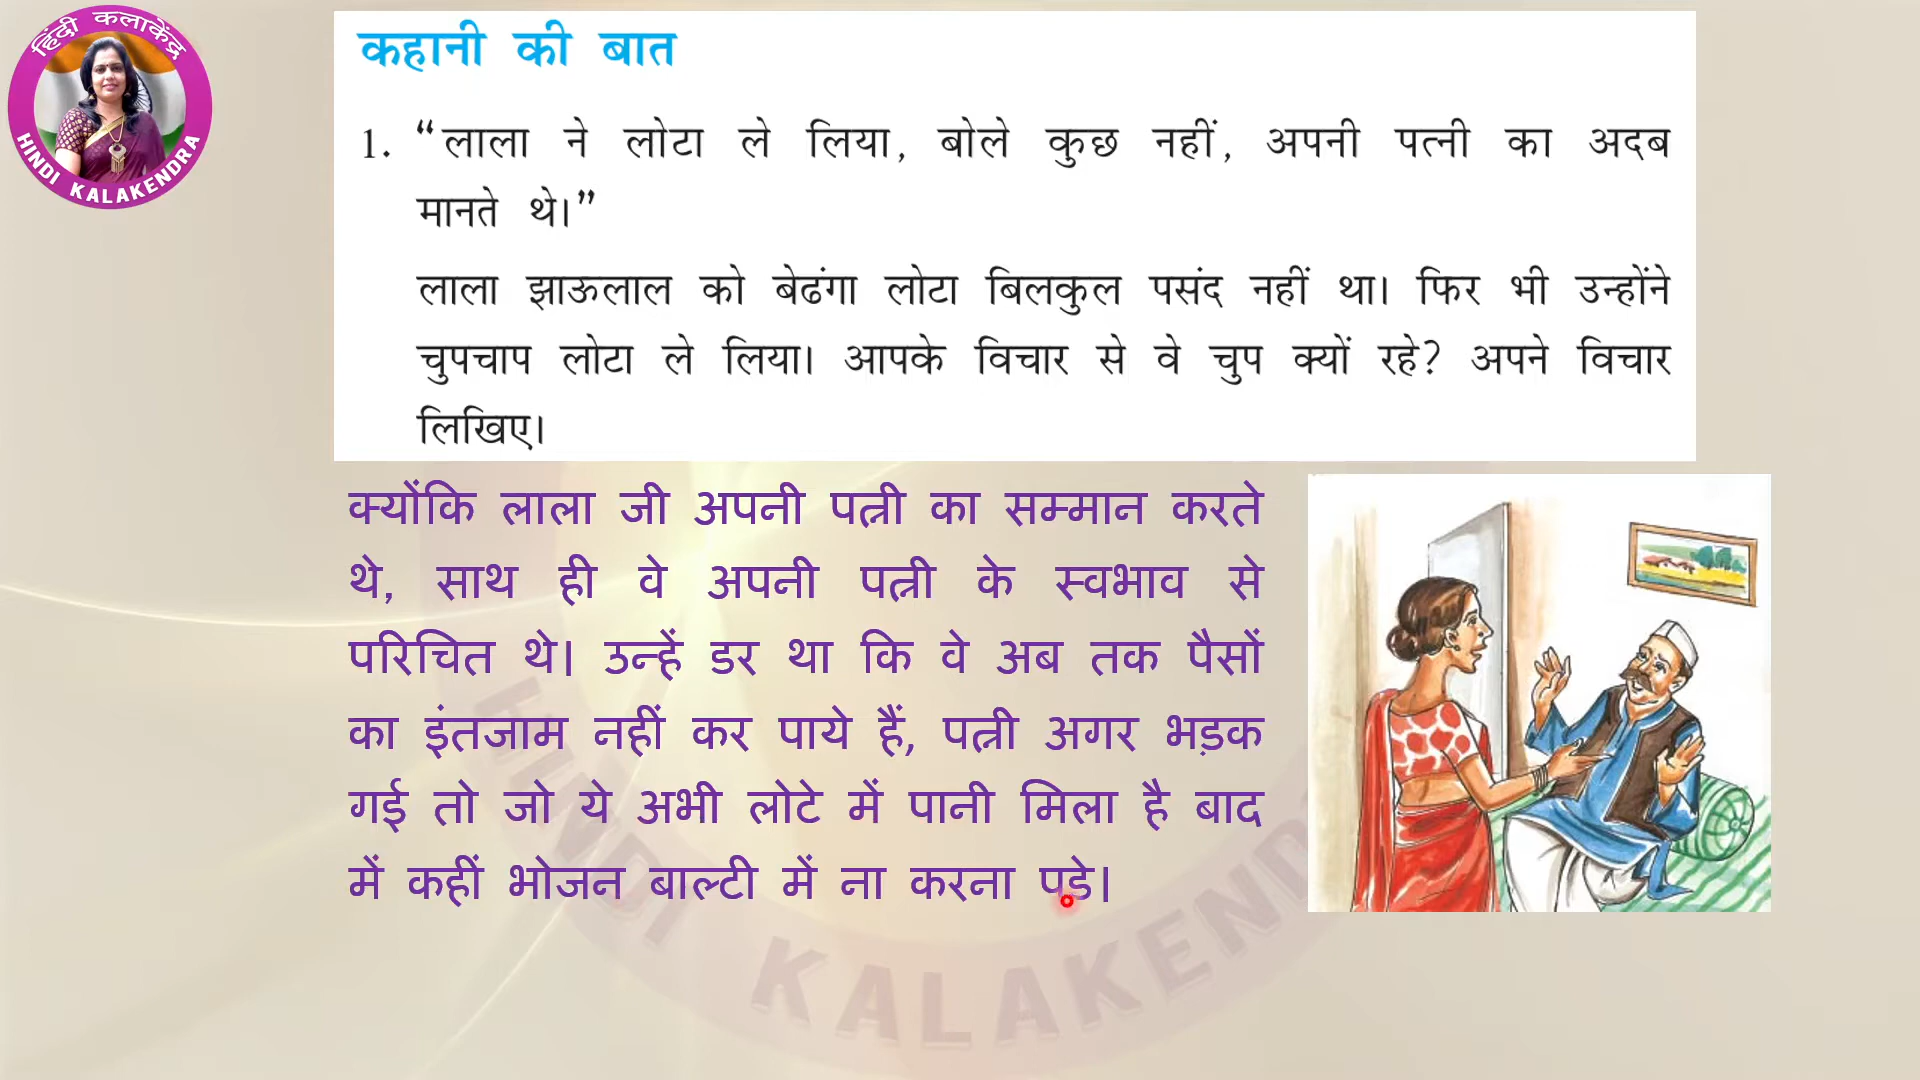 हिंदी कलाकेंद्र
HINDI KALAKENDRA
कहानी की बात
1. “लाला ने लोटा ले लिया, बोले कुछ नहीं, अपनी पत्नी का अदब
मानते थे।”
लाला झाऊलाल को बेढंगा लोटा बिलकुल पसंद नहीं था। फिर भी उन्होंने
चुपचाप लोटा ले लिया। आपके विचार से वे चुप क्यों रहे? अपने विचार
लिखिए।
क्योंकि लाला जी अपनी पत्नी का सम्मान करते
थे, साथ ही वे अपनी पत्नी के स्वभाव से
परिचित थे। उन्हें डर था कि वे अब तक पैसों
का इंतजाम नहीं कर पाये हैं, पत्नी अगर भड़क
गई तो जो ये अभी लोटे में पानी मिला है बाद
में कहीं भोजन बाल्टी में ना करना पड़े।
HINDI KALAKENDRA